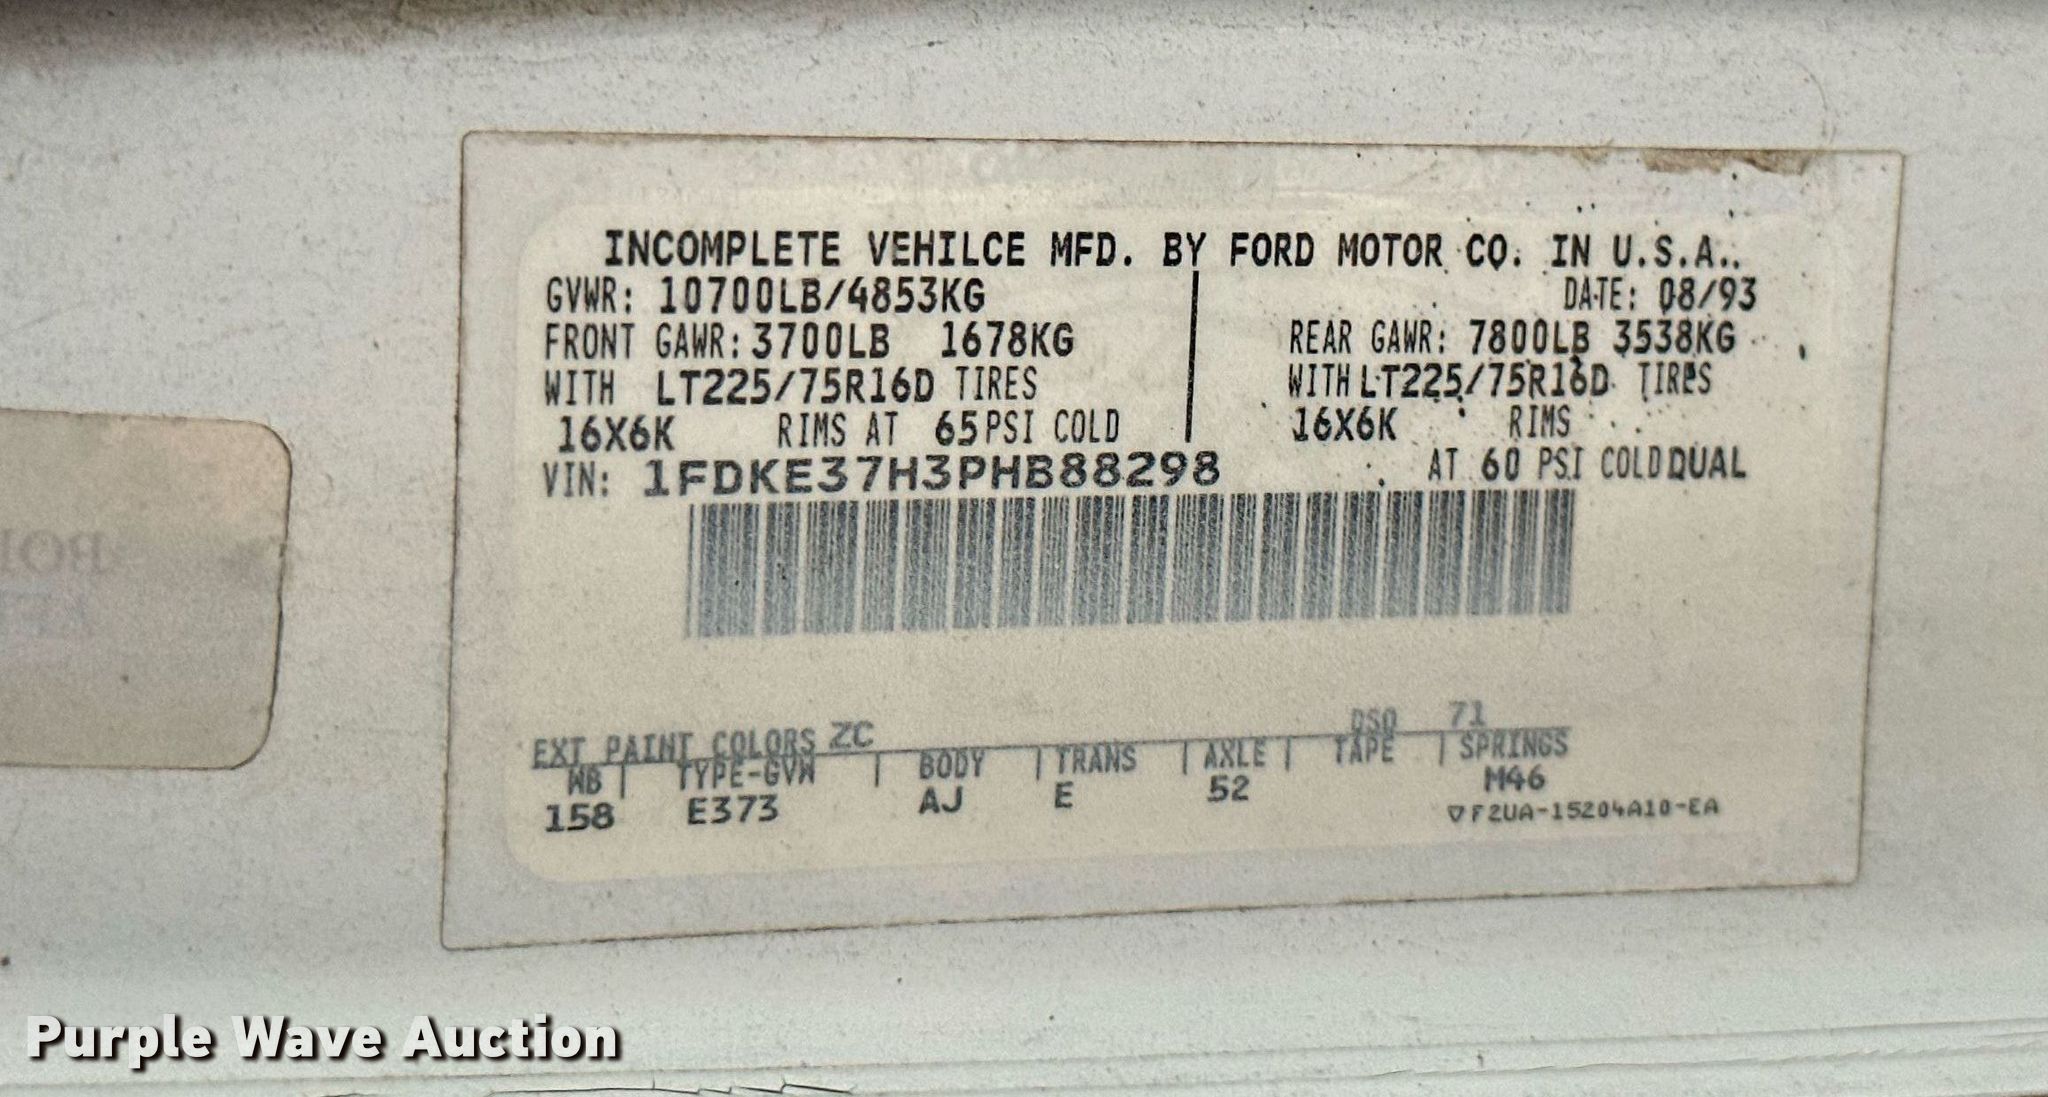 INCOMPLETE VEHILCE MFD. BY FORD MOTOR CO. IN U.S.A..
GVWR: 10700LB/4853KG DATE: 08/93
FRONT GAWR: 3700LB 1678KG REAR GAWR: 7800LB 3538KG
WITH LT225/75R16D TIRES WITH LT225/75R16D TIRES
16X6K RIMS AT 65 PSI COLD 16X6K RIMS
VIN: 1FDKE37H3PHB88298 AT 60 PSI COLD DUAL
EXT PAINT COLORS ZC DSO 71
WB TYPE-GVW BODY TRANS AXLE TAPE SPRINGS
158 E373 AJ E 52 M46
F2UA-15204A10-EA
Purple Wave Auction